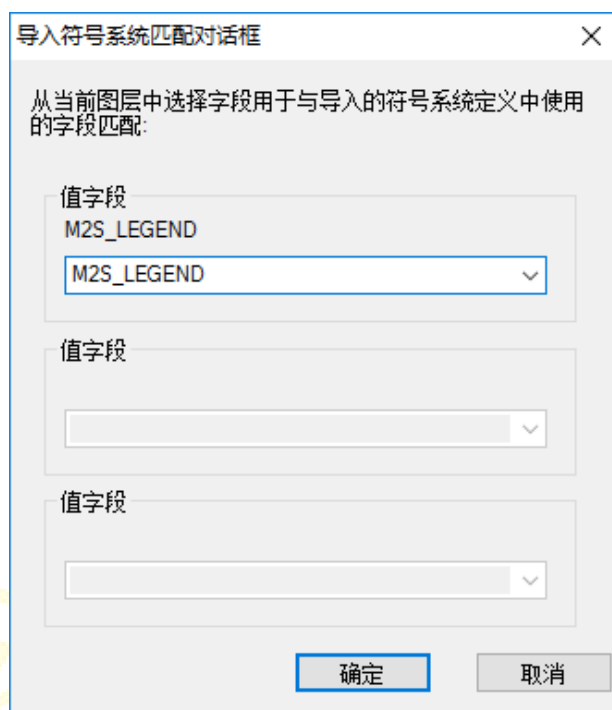 导入符号系统匹配对话框
从当前图层中选择字段用于与导入的符号系统定义中使用
的字段匹配:
值字段
M2S_LEGEND
M2S_LEGEND
值字段
值字段
确定
取消